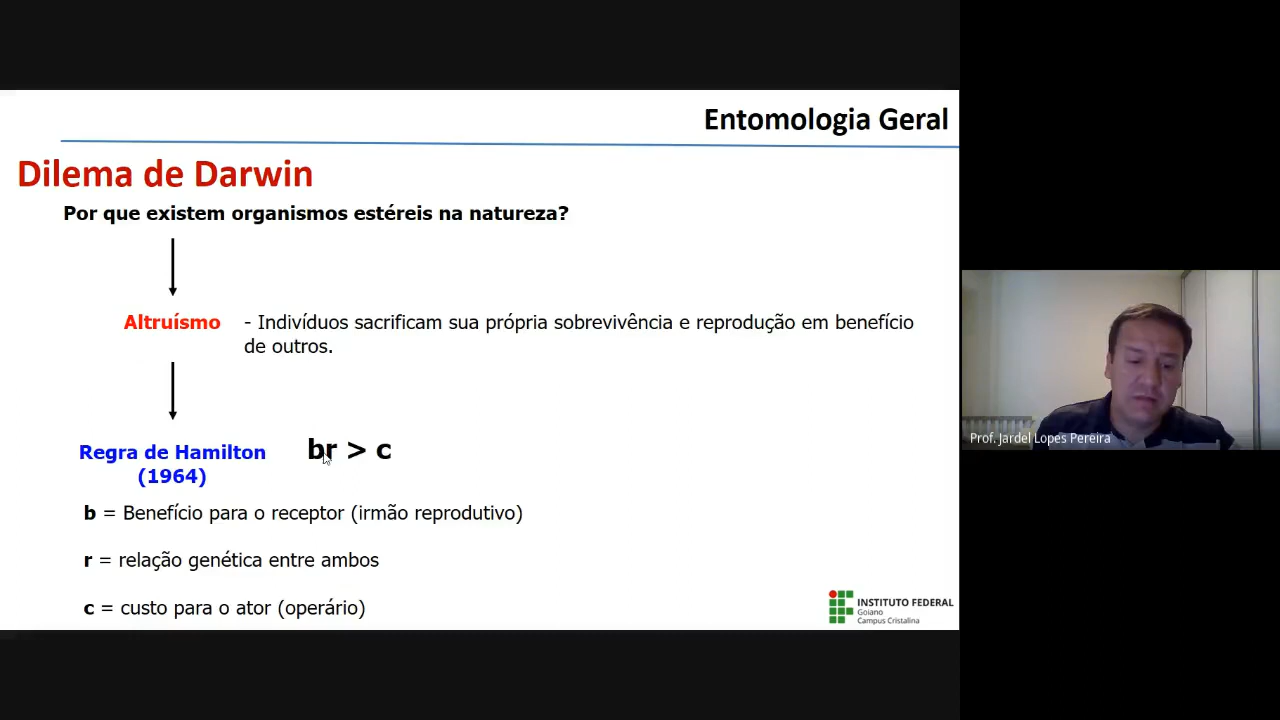 Entomologia Geral
Dilema de Darwin
Por que existem organismos estéreis na natureza?
Altruísmo - Indivíduos sacrificam sua própria sobrevivência e reprodução em benefício
de outros.
Regra de Hamilton br > c
(1964)
b = Benefício para o receptor (irmão reprodutivo)
r = relação genética entre ambos
c = custo para o ator (operário)
INSTITUTO FEDERAL
Goiano
Campus Cristalina
Prof. Jardel Lopes Pereira